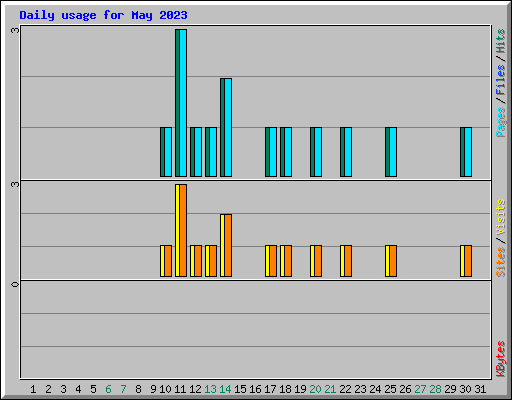 Daily usage for May 2023
3
3
0
Pages/Files/Hits
Sites/Visits
KBytes
1 2 3 4 5 6 7 8 9 10 11 12 13 14 15 16 17 18 19 20 21 22 23 24 25 26 27 28 29 30 31